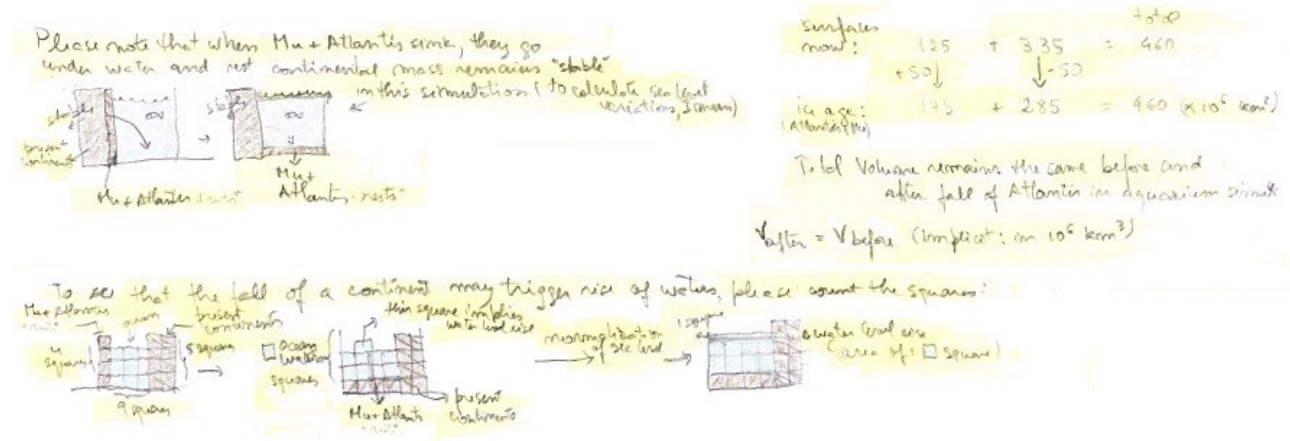 Please note that when Mu + Atlantis sink, they go
under water and rest continental mass remains "stable"
in this simulation (to calculate sea level
variations, I mean)
stable
present
continent
∞
Mu + Atlantis
stable
∞
Mu +
Atlantis
surfaces
now: 125 + 335 = 460
total
+50↓ ↓-50
ice age: 175 + 285 = 460 (x10⁶ km²)
(Atlantis, Mu)
Total Volume remains the same before and
after fall of Atlantis in aquarium simul
V after = V before (implicit: in 10⁶ km³)
To see that the fall of a continent may trigger rise of waters, please count the squares:
Mu + Atlantis
ocean
present
continents
4
squares
5 squares
9 squares
ocean
water
squares
this square implies
water level rise
Mu + Atlantis
present
continents
normalization
of sea level
1 square
water level rise
(area of 1 square)